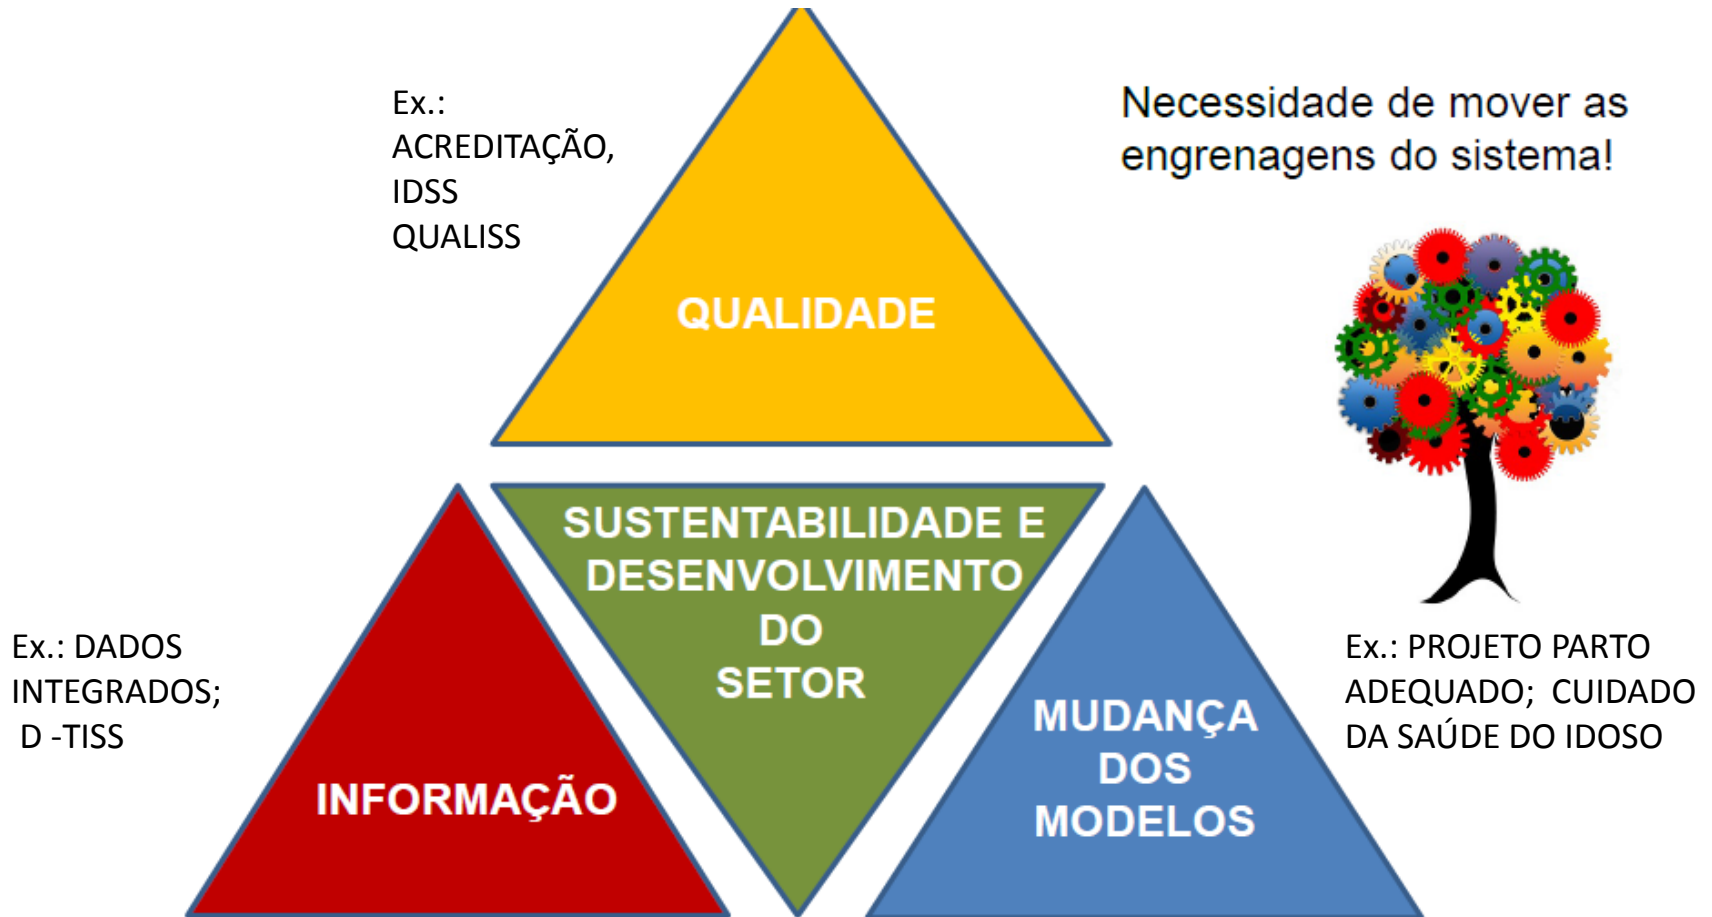 Ex.:
ACREDITAÇÃO,
IDSS
QUALISS
Necessidade de mover as
engrenagens do sistema!
QUALIDADE
SUSTENTABILIDADE E
DESENVOLVIMENTO
DO
SETOR
Ex.: DADOS
INTEGRADOS;
D -TISS
INFORMAÇÃO
MUDANÇA
DOS
MODELOS
Ex.: PROJETO PARTO
ADEQUADO;  CUIDADO
DA SAÚDE DO IDOSO